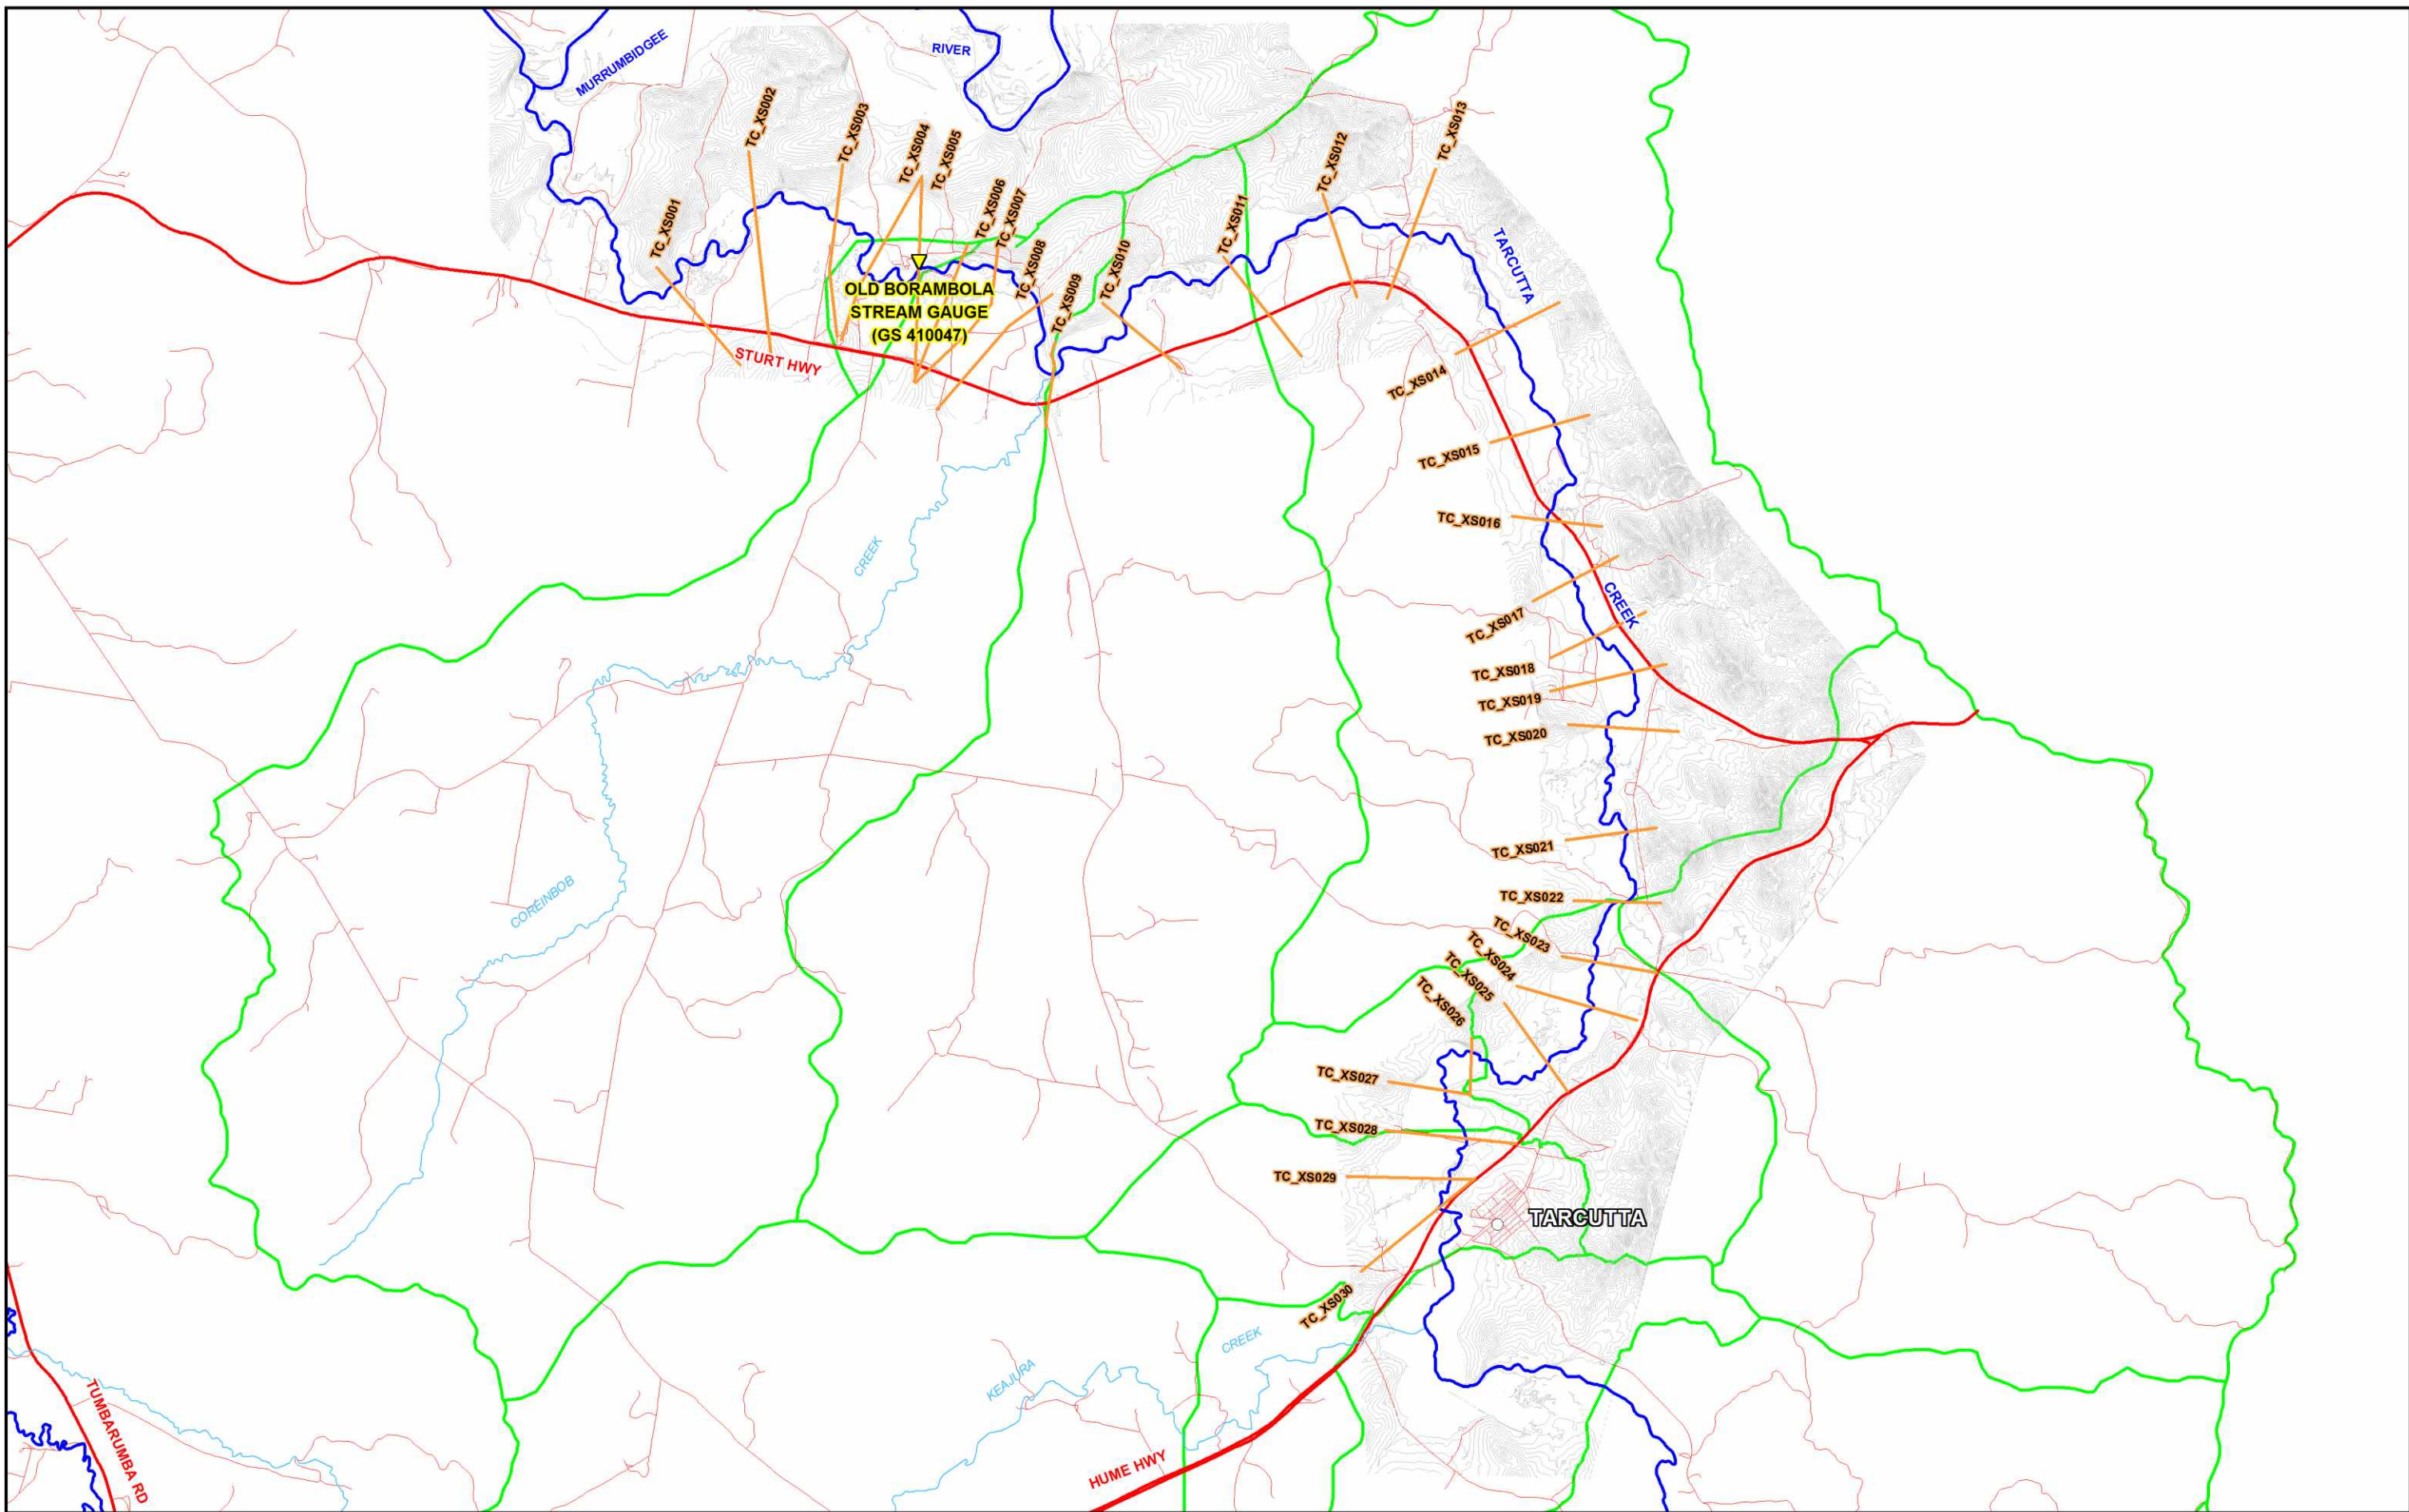 MURRUMBIDGEE
RIVER
TC_XS001
TC_XS002
TC_XS003
TC_XS004
TC_XS005
TC_XS006
TC_XS007
TC_XS008
TC_XS009
TC_XS010
TC_XS011
TC_XS012
TC_XS013
TARCUTTA
OLD BORAMBOLA
STREAM GAUGE
(GS 410047)
STURT HWY
TC_XS014
TC_XS015
TC_XS016
CREEK
CREEK
TC_XS017
TC_XS018
TC_XS019
TC_XS020
TC_XS021
COREINBOB
TC_XS022
TC_XS023
TC_XS024
TC_XS025
TC_XS026
TC_XS027
TC_XS028
TC_XS029
TARCUTTA
TC_XS030
CREEK
KEAJURA
TUMBARUMBA RD
HUME HWY